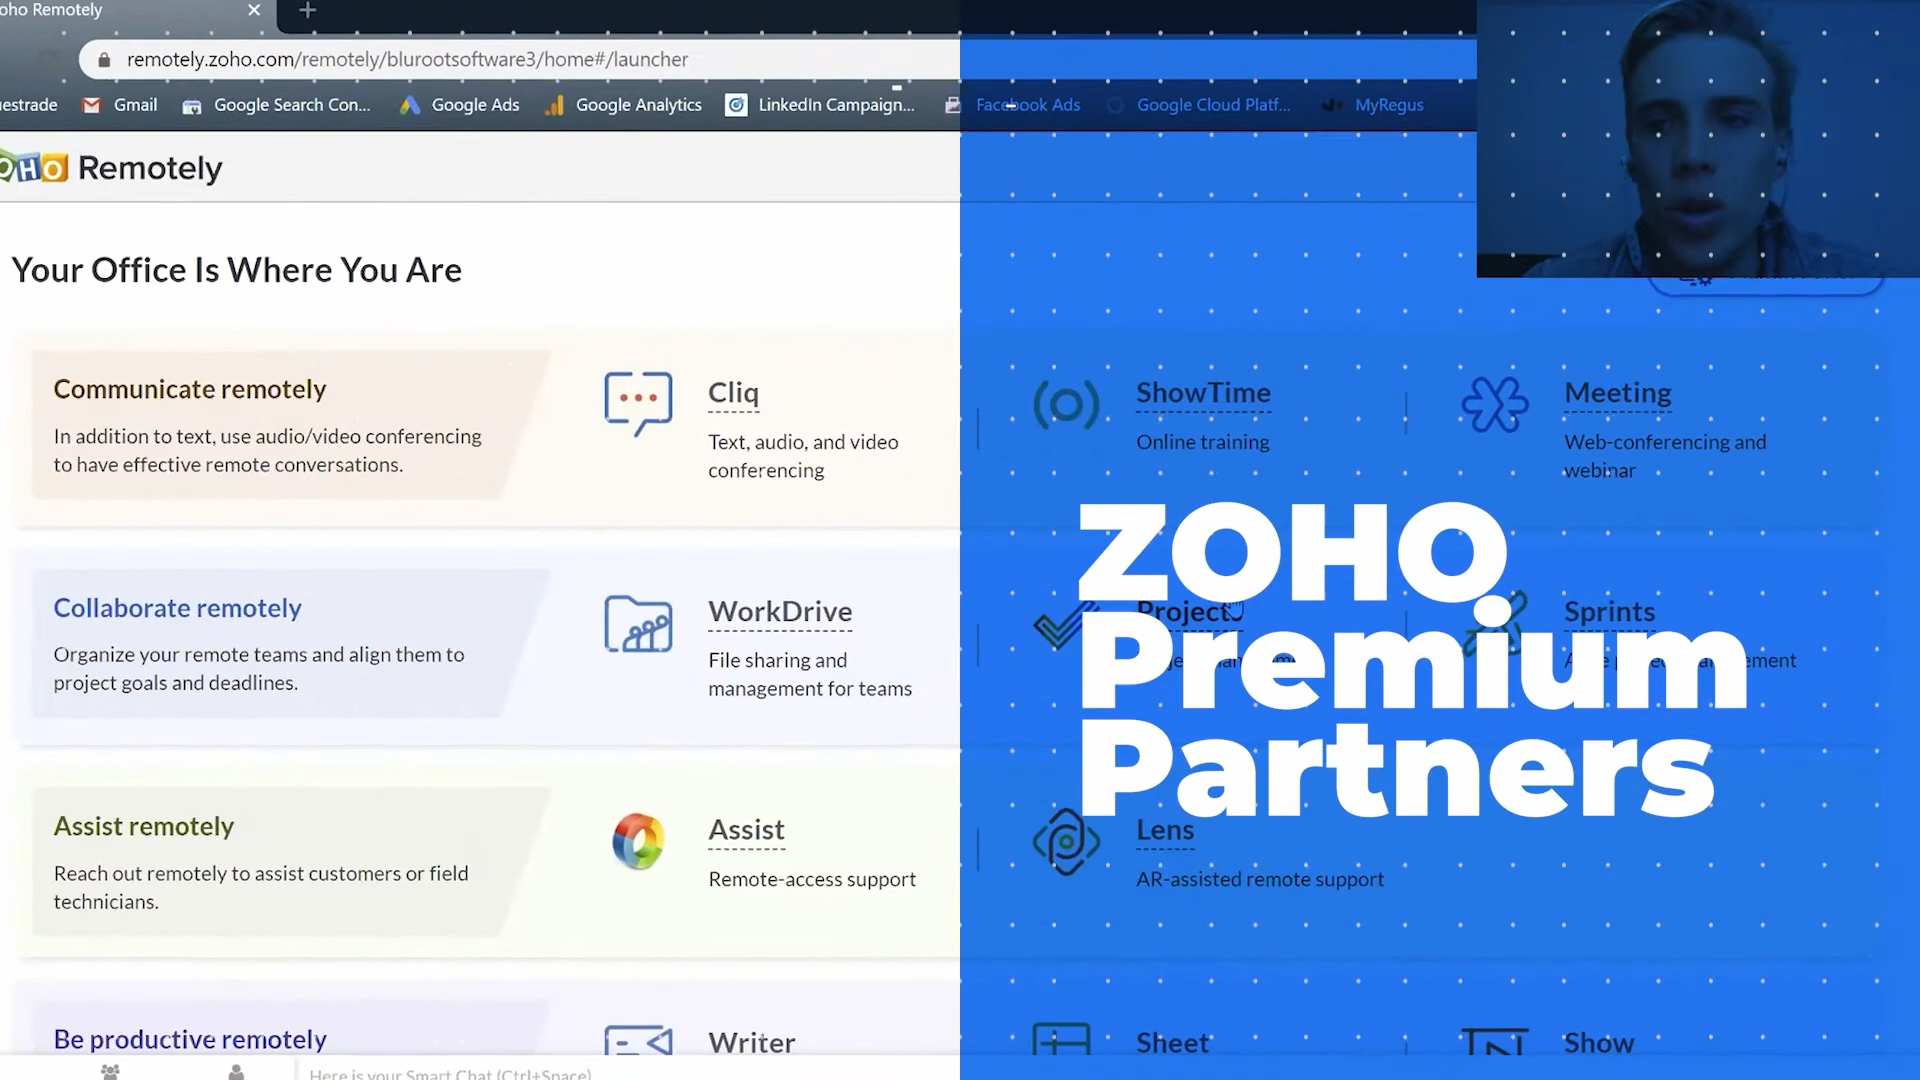 oho Remotely
remotely.zoho.com/remotely/blurootsoftware3/home#/launcher
uestrade Gmail Google Search Con... Google Ads Google Analytics LinkedIn Campaign... Facebook Ads Google Cloud Platf... MyRegus
ZOHO Remotely
Your Office Is Where You Are
Communicate remotely
In addition to text, use audio/video conferencing
to have effective remote conversations.
Cliq
Text, audio, and video
conferencing
ShowTime
Online training
Meeting
Web-conferencing and
webinar
Collaborate remotely
Organize your remote teams and align them to
project goals and deadlines.
WorkDrive
File sharing and
management for teams
Projects
Sprints
ZOHO
Premium
Partners
Assist remotely
Reach out remotely to assist customers or field
technicians.
Assist
Remote-access support
Lens
AR-assisted remote support
Be productive remotely
Writer
Sheet
Show
Here is your Smart Chat (Ctrl+Space)